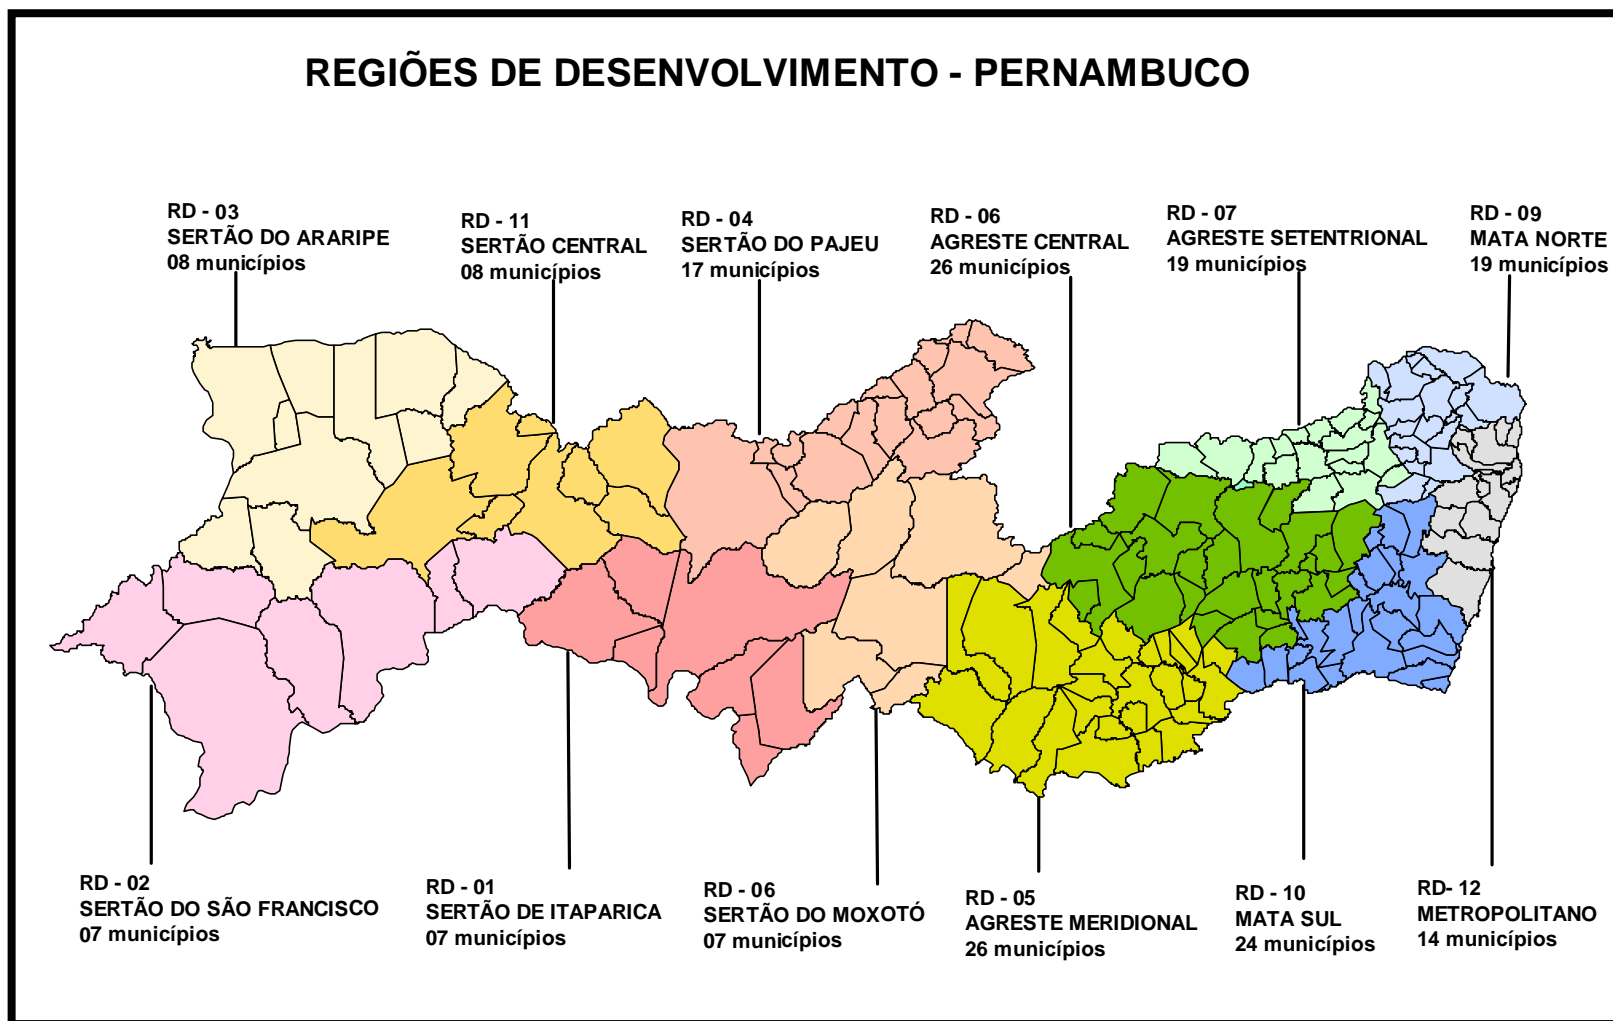 REGIÕES DE DESENVOLVIMENTO - PERNAMBUCO
RD - 03
SERTÃO DO ARARIPE
08 municípios
RD - 11
SERTÃO CENTRAL
08 municípios
RD - 04
SERTÃO DO PAJEU
17 municípios
RD - 06
AGRESTE CENTRAL
26 municípios
RD - 07
AGRESTE SETENTRIONAL
19 municípios
RD - 09
MATA NORTE
19 municípios
RD - 02
SERTÃO DO SÃO FRANCISCO
07 municípios
RD - 01
SERTÃO DE ITAPARICA
07 municípios
RD - 06
SERTÃO DO MOXOTÓ
07 municípios
RD - 05
AGRESTE MERIDIONAL
26 municípios
RD - 10
MATA SUL
24 municípios
RD- 12
METROPOLITANO
14 municípios